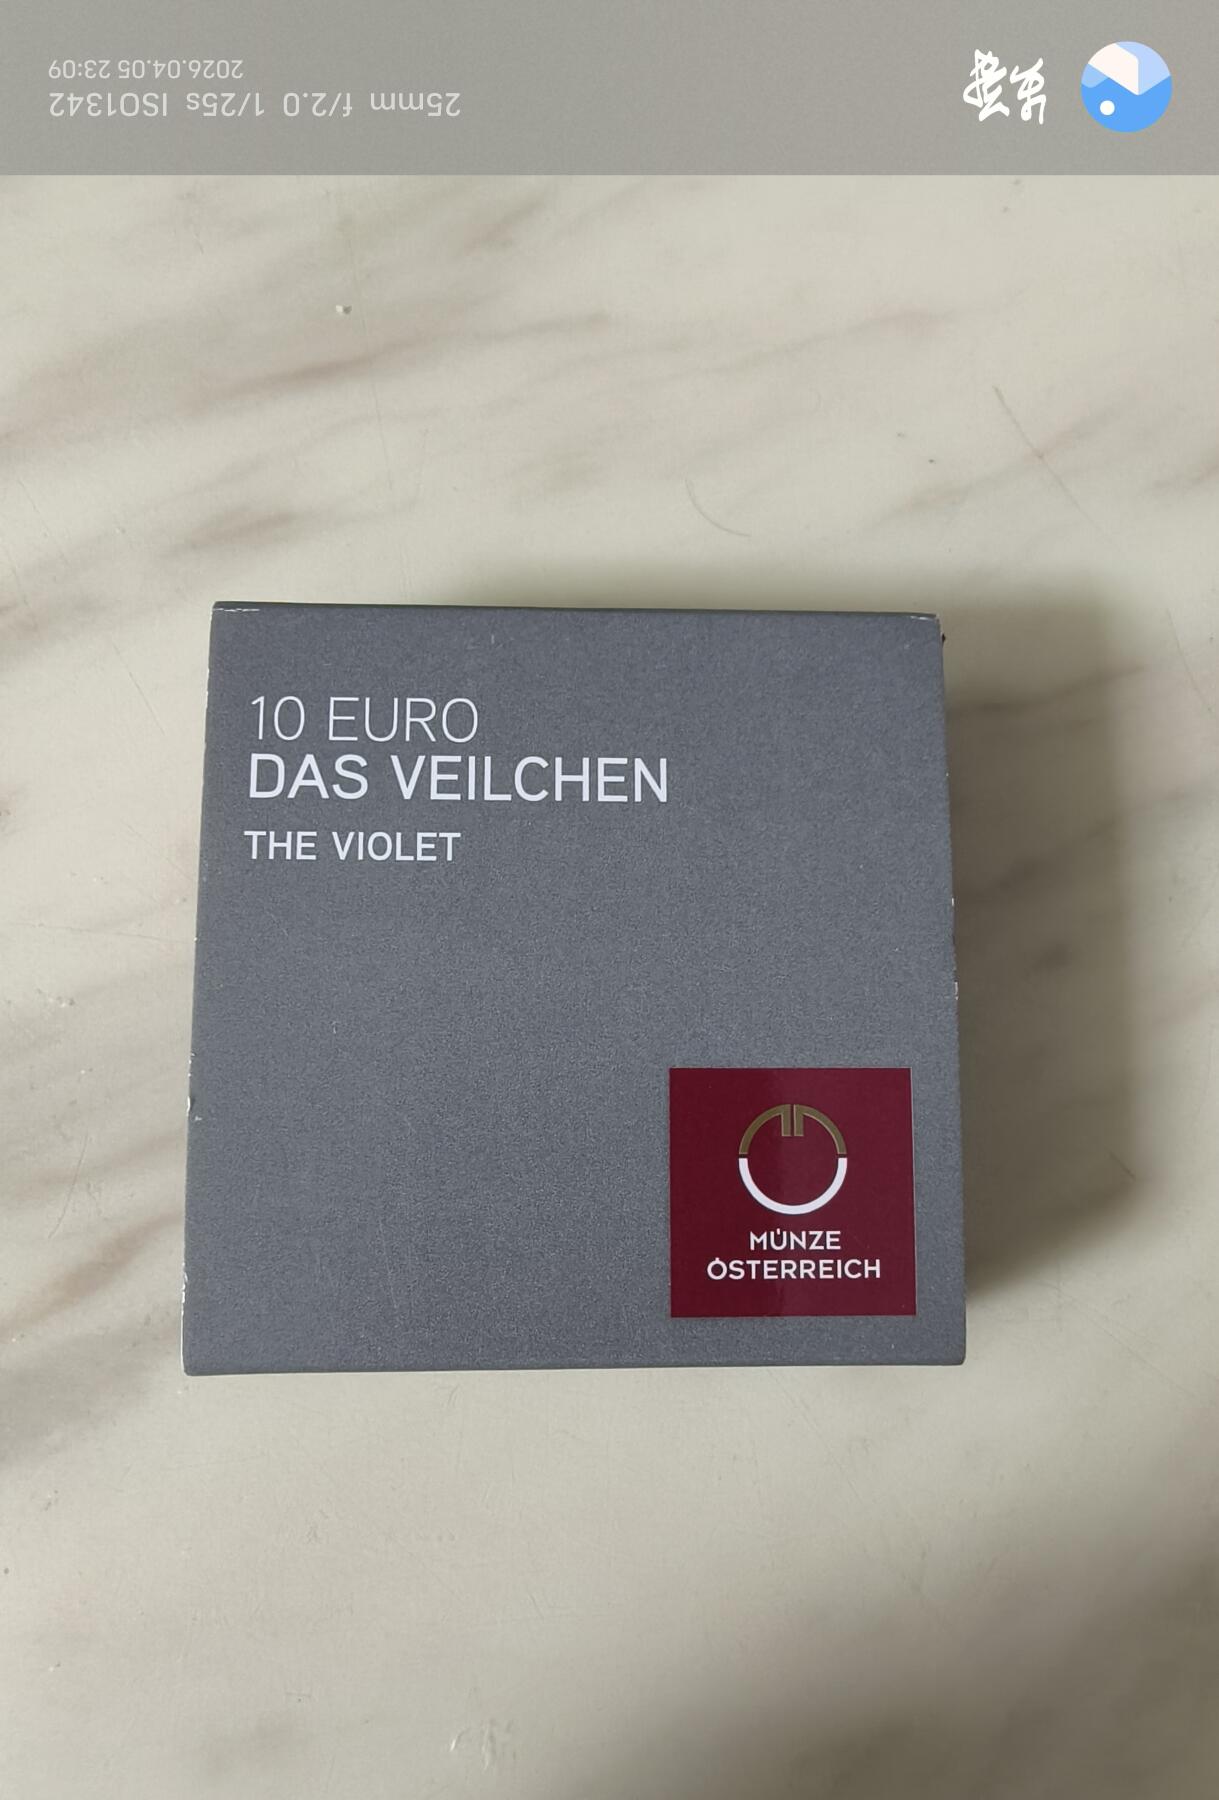 25mm f/2.0 1/25s ISO1342
2026.04.05 23:09
10 EURO
DAS VEILCHEN
THE VIOLET
MÜNZE
ÖSTERREICH